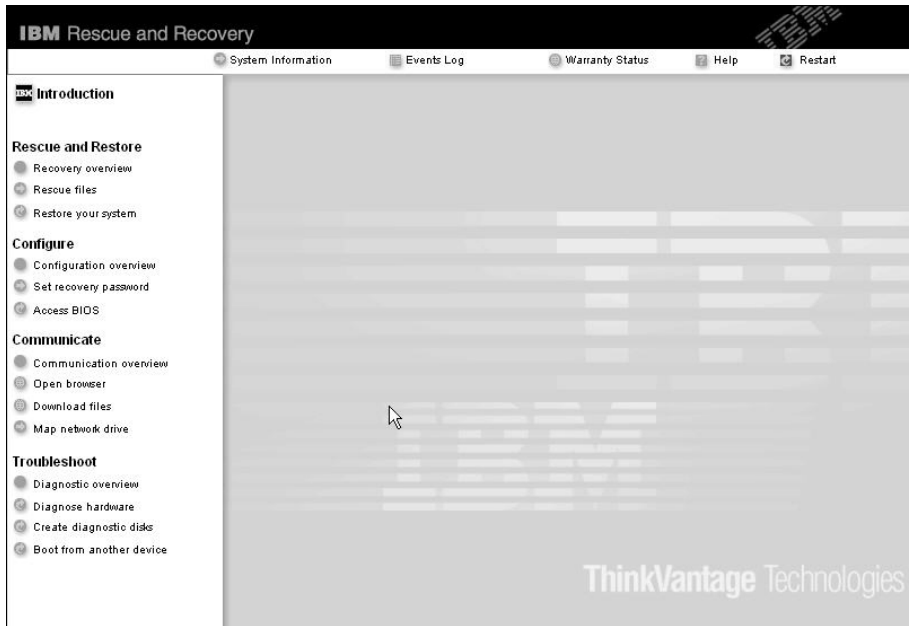 IBM Rescue and Recovery
IBM
System Information
Events Log
Warranty Status
Help
Restart
Introduction
Rescue and Restore
Recovery overview
Rescue files
Restore your system
Configure
Configuration overview
Set recovery password
Access BIOS
Communicate
Communication overview
Open browser
Download files
Map network drive
Troubleshoot
Diagnostic overview
Diagnose hardware
Create diagnostic disks
Boot from another device
IBM
ThinkVantage Technologies